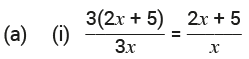 (a) (i) 3(2x + 5)/3x = (2x + 5)/x